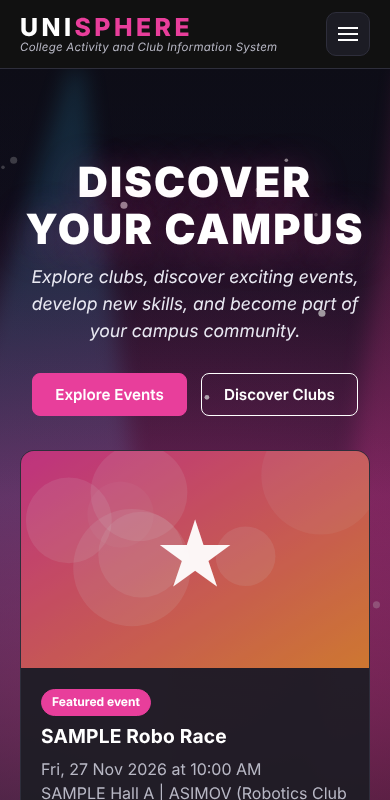 UNISPHERE
College Activity and Club Information System
DISCOVER
YOUR CAMPUS
Explore clubs, discover exciting events,
develop new skills, and become part of
your campus community.
Explore Events
Discover Clubs
Featured event
SAMPLE Robo Race
Fri, 27 Nov 2026 at 10:00 AM
SAMPLE Hall A | ASIMOV (Robotics Club